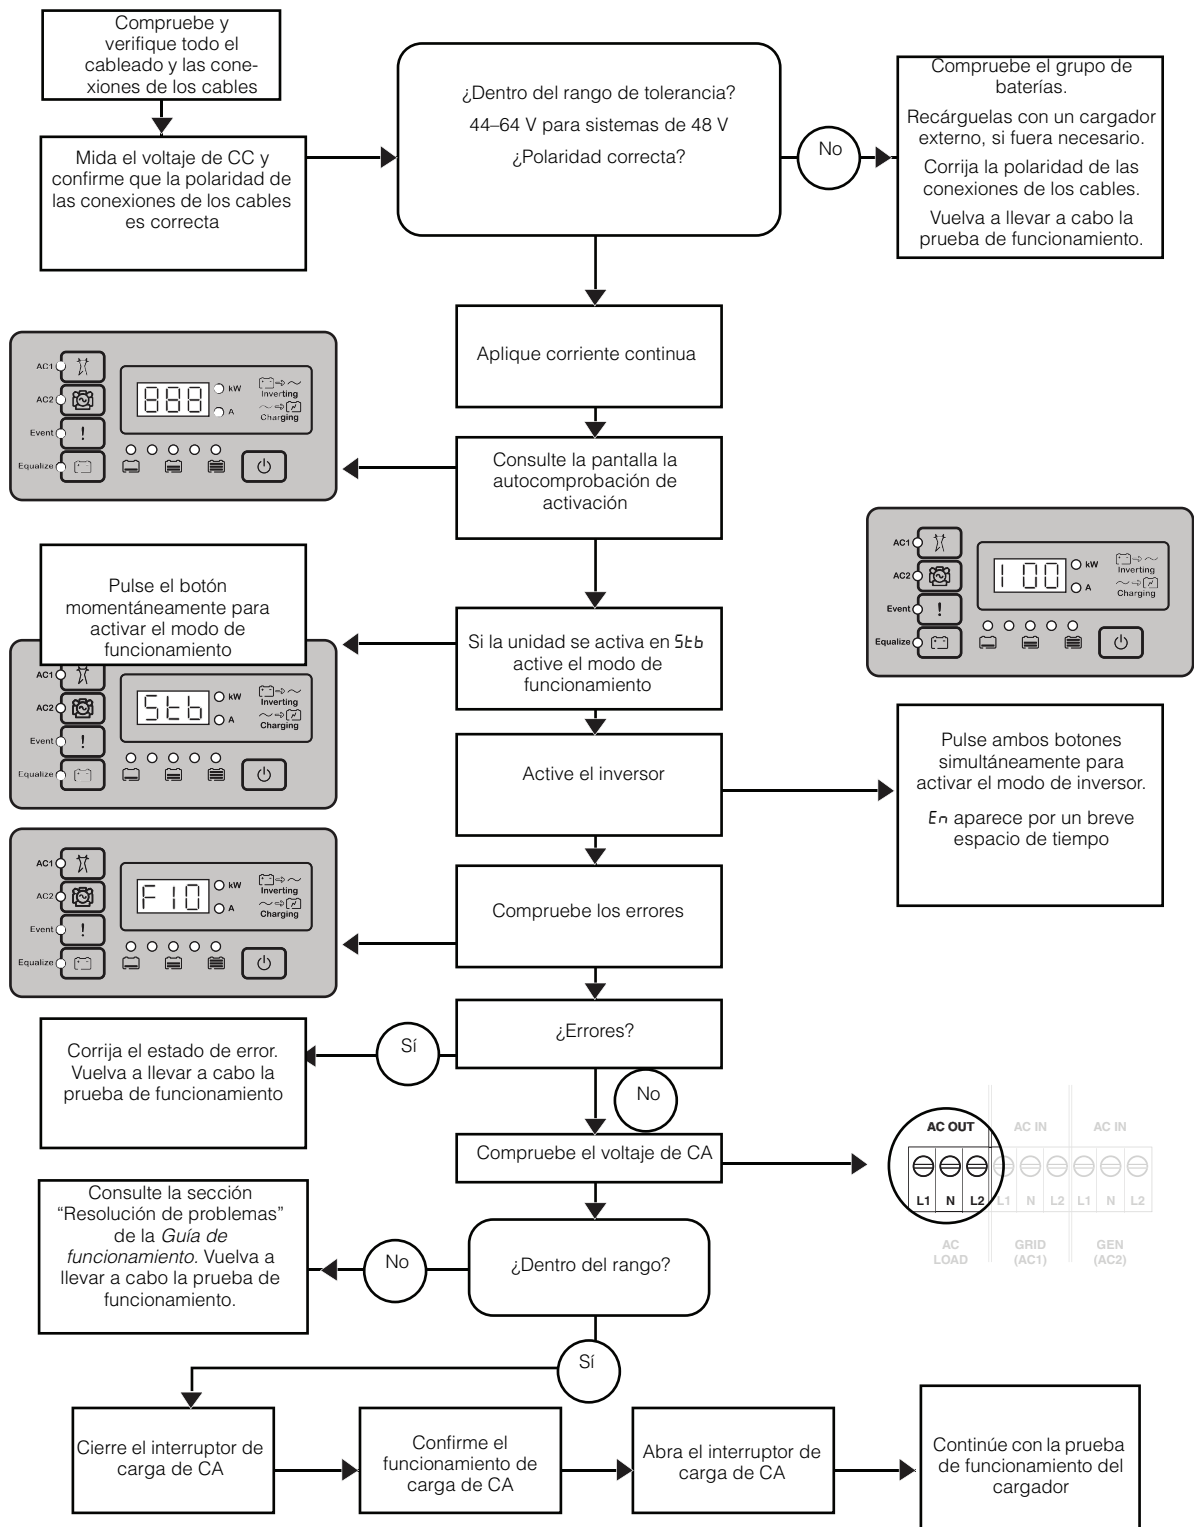 Compruebe y
verifique todo el
cableado y las cone-
xiones de los cables
Mida el voltaje de CC y
confirme que la polaridad de
las conexiones de los cables
es correcta
¿Dentro del rango de tolerancia?
44–64 V para sistemas de 48 V
¿Polaridad correcta?
No
Compruebe el grupo de
baterías.
Recárguelas con un cargador
externo, si fuera necesario.
Corrija la polaridad de las
conexiones de los cables.
Vuelva a llevar a cabo la
prueba de funcionamiento.
Aplique corriente continua
AC1
AC2
Event
!
Equalize
888
kW
A
Inverting
Charging
Consulte la pantalla la
autocomprobación de
activación
Pulse el botón
momentáneamente para
activar el modo de
funcionamiento
AC1
AC2
Event
!
Equalize
Stb
kW
A
Inverting
Charging
Si la unidad se activa en Stb
active el modo de
funcionamiento
AC1
AC2
Event
!
Equalize
100
kW
A
Inverting
Charging
Active el inversor
Pulse ambos botones
simultáneamente para
activar el modo de inversor.
En aparece por un breve
espacio de tiempo
AC1
AC2
Event
!
Equalize
F10
kW
A
Inverting
Charging
Compruebe los errores
¿Errores?
Sí
Corrija el estado de error.
Vuelva a llevar a cabo la
prueba de funcionamiento
No
Compruebe el voltaje de CA
AC OUT AC IN AC IN
L1 N L2 L1 N L2 L1 N L2
AC
LOAD
GRID
(AC1)
GEN
(AC2)
¿Dentro del rango?
No
Consulte la sección
“Resolución de problemas”
de la Guía de
funcionamiento. Vuelva a
llevar a cabo la prueba de
funcionamiento.
Sí
Cierre el interruptor de
carga de CA
Confirme el
funcionamiento de
carga de CA
Abra el interruptor de
carga de CA
Continúe con la prueba
de funcionamiento del
cargador